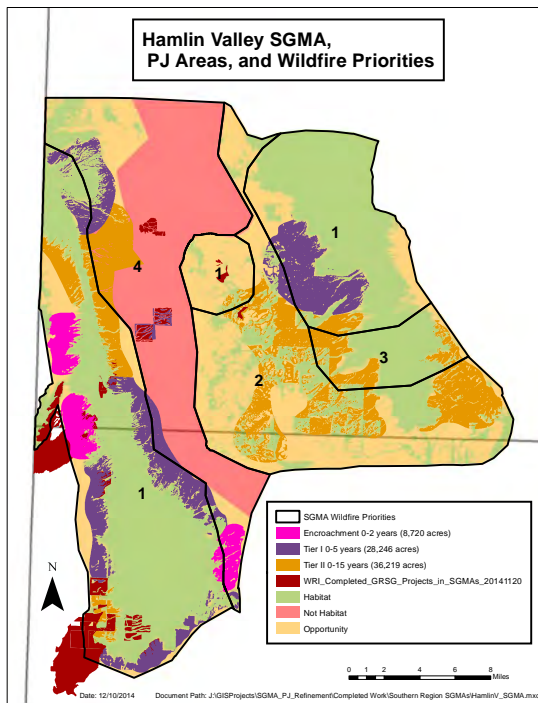 Hamlin Valley SGMA,
PJ Areas, and Wildfire Priorities
1
4
1
3
2
1
SGMA Wildfire Priorities
Encroachment 0-2 years (8,720 acres)
Tier I 0-5 years (28,246 acres)
Tier II 0-15 years (36,219 acres)
WRI_Completed_GRSG_Projects_in_SGMAs_20141120
Habitat
Not Habitat
Opportunity
N
0 1 2 4 6 8
Miles
Date: 12/10/2014 Document Path: J:\GISProjects\SGMA_PJ_Refinement\Completed Work\Southern Region SGMAs\HamlinV_SGMA.mxd